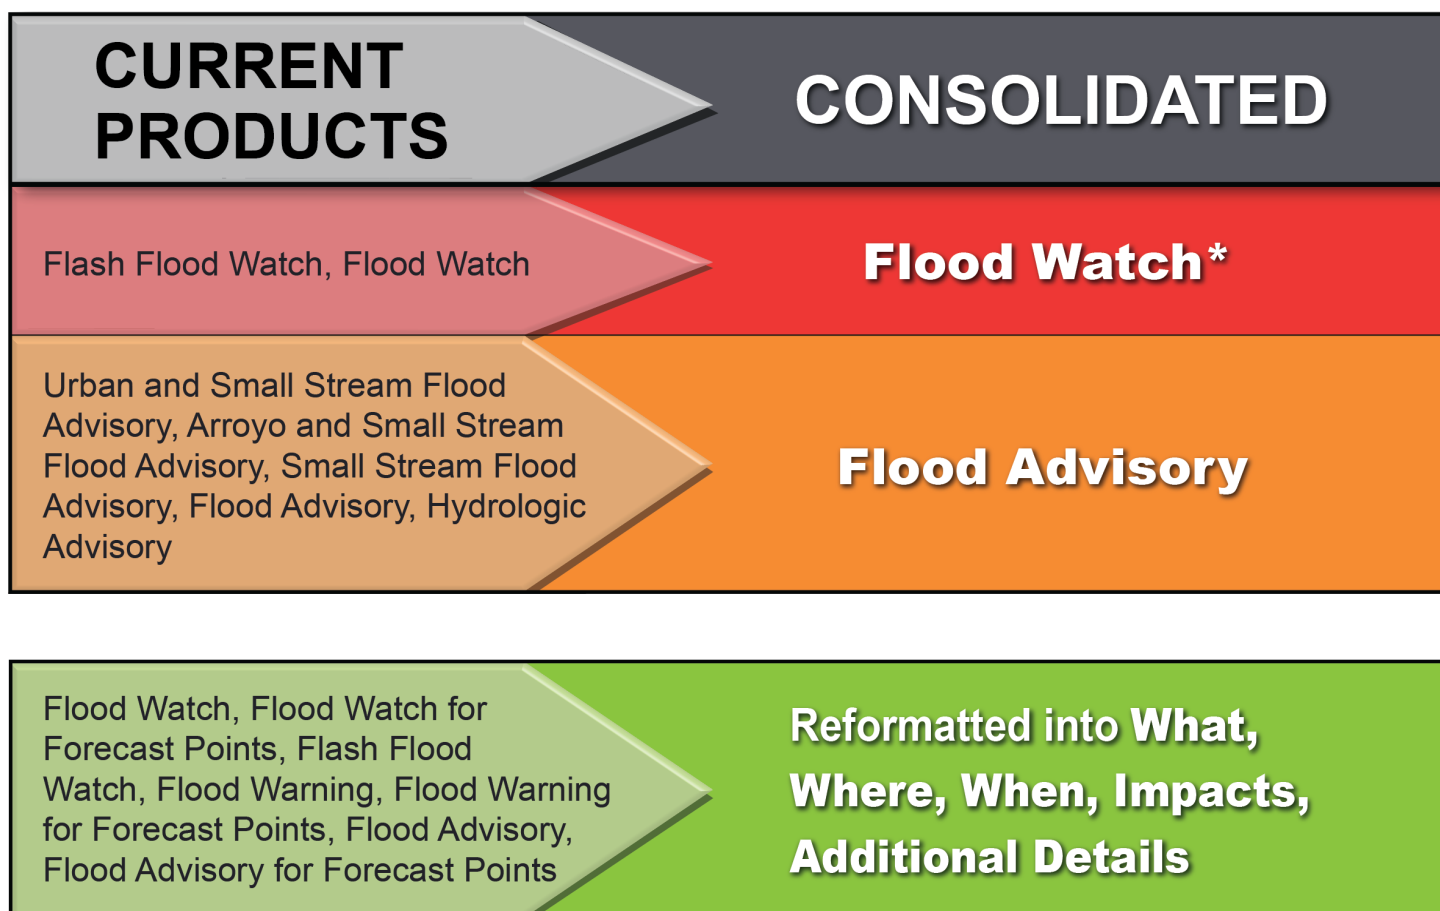 CURRENT
PRODUCTS
CONSOLIDATED
Flash Flood Watch, Flood Watch
Flood Watch*
Urban and Small Stream Flood
Advisory, Arroyo and Small Stream
Flood Advisory, Small Stream Flood
Advisory, Flood Advisory, Hydrologic
Advisory
Flood Advisory
Flood Watch, Flood Watch for
Forecast Points, Flash Flood
Watch, Flood Warning, Flood Warning
for Forecast Points, Flood Advisory,
Flood Advisory for Forecast Points
Reformatted into What,
Where, When, Impacts,
Additional Details